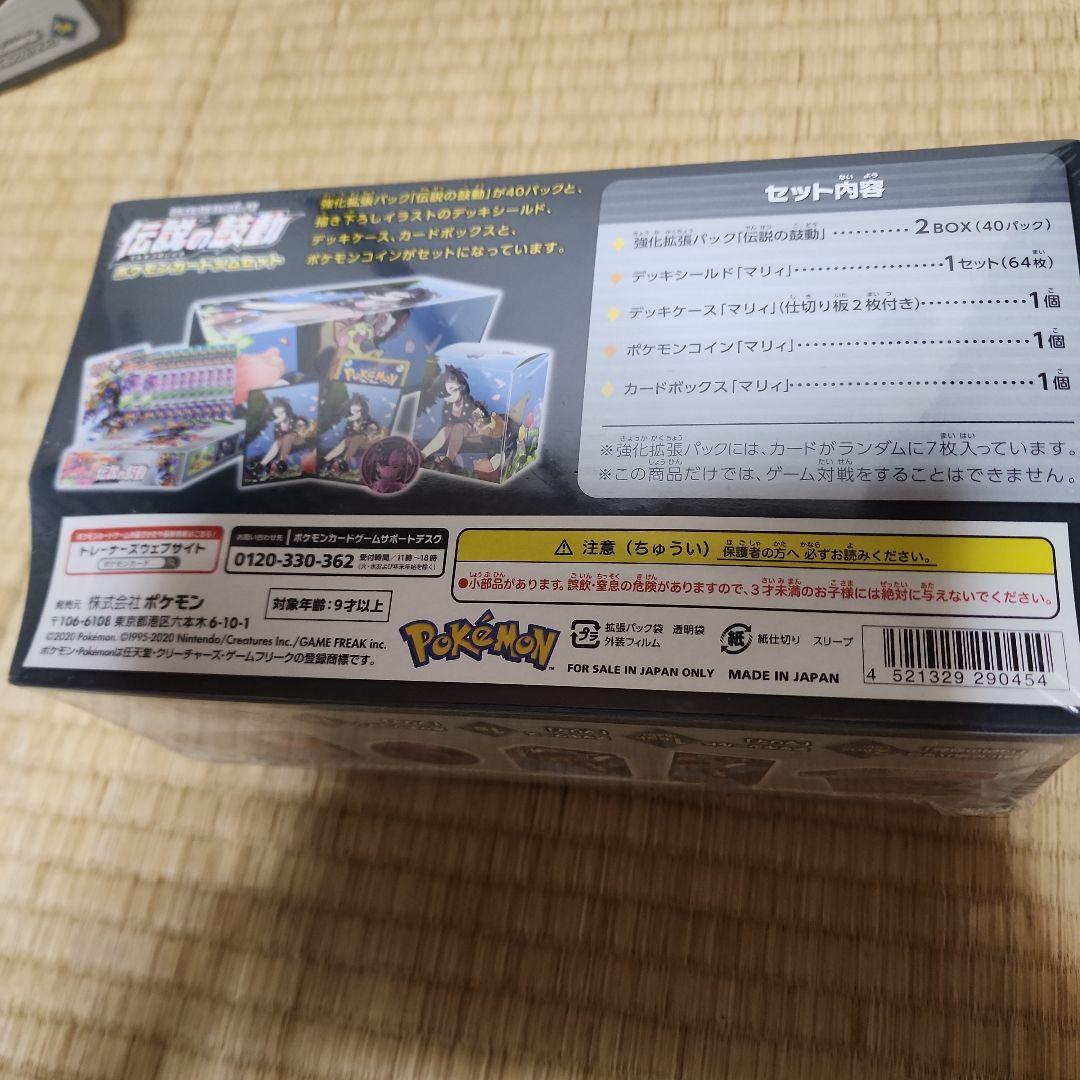 伝説の鼓動
ポケモンカードジムセット
強化拡張パック「伝説の鼓動」が40パックと、
描き下ろしイラストのデッキシールド、
デッキケース、カードボックスと、
ポケモンコインがセットになっています。
POKÉMON
伝説の鼓動
セット内容
強化拡張パック「伝説の鼓動」.......... 2BOX(40パック)
デッキシールド「マリィ」.................. 1セット(64枚)
デッキケース「マリィ」(仕切り板2枚付き)........ 1個
ポケモンコイン「マリィ」.................. 1個
カードボックス「マリィ」.................. 1個
※強化拡張パックには、カードがランダムに7枚入っています。
※この商品だけでは、ゲーム対戦をすることはできません。
トレーナーズウェブサイト
ポケモンカード
お問い合わせ先 ポケモンカードゲームサポートデスク
0120-330-362 受付時間/11時~18時
(火・水および年末年始を除く)
発売元 株式会社ポケモン
〒106-6108 東京都港区六本木6-10-1
対象年齢:9才以上
©2020 Pokémon. ©1995-2020 Nintendo/Creatures Inc./GAME FREAK inc.
ポケモン・Pokémonは任天堂・クリーチャーズ・ゲームフリークの登録商標です。
⚠ 注意(ちゅうい) 保護者の方へ 必ずお読みください。
●小部品があります。誤飲・窒息の危険がありますので、3才未満のお子様には絶対に与えないでください。
POKÉMON
プラ 拡張パック袋 透明袋
外装フィルム
紙 紙仕切り スリーブ
FOR SALE IN JAPAN ONLY MADE IN JAPAN
4 521329 290454